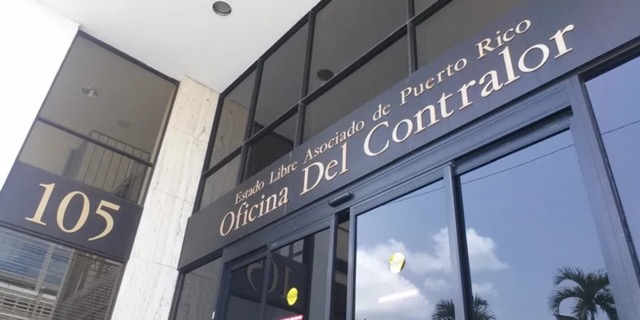 Estado Libre Asociado de Puerto Rico
Oficina Del Contralor
105